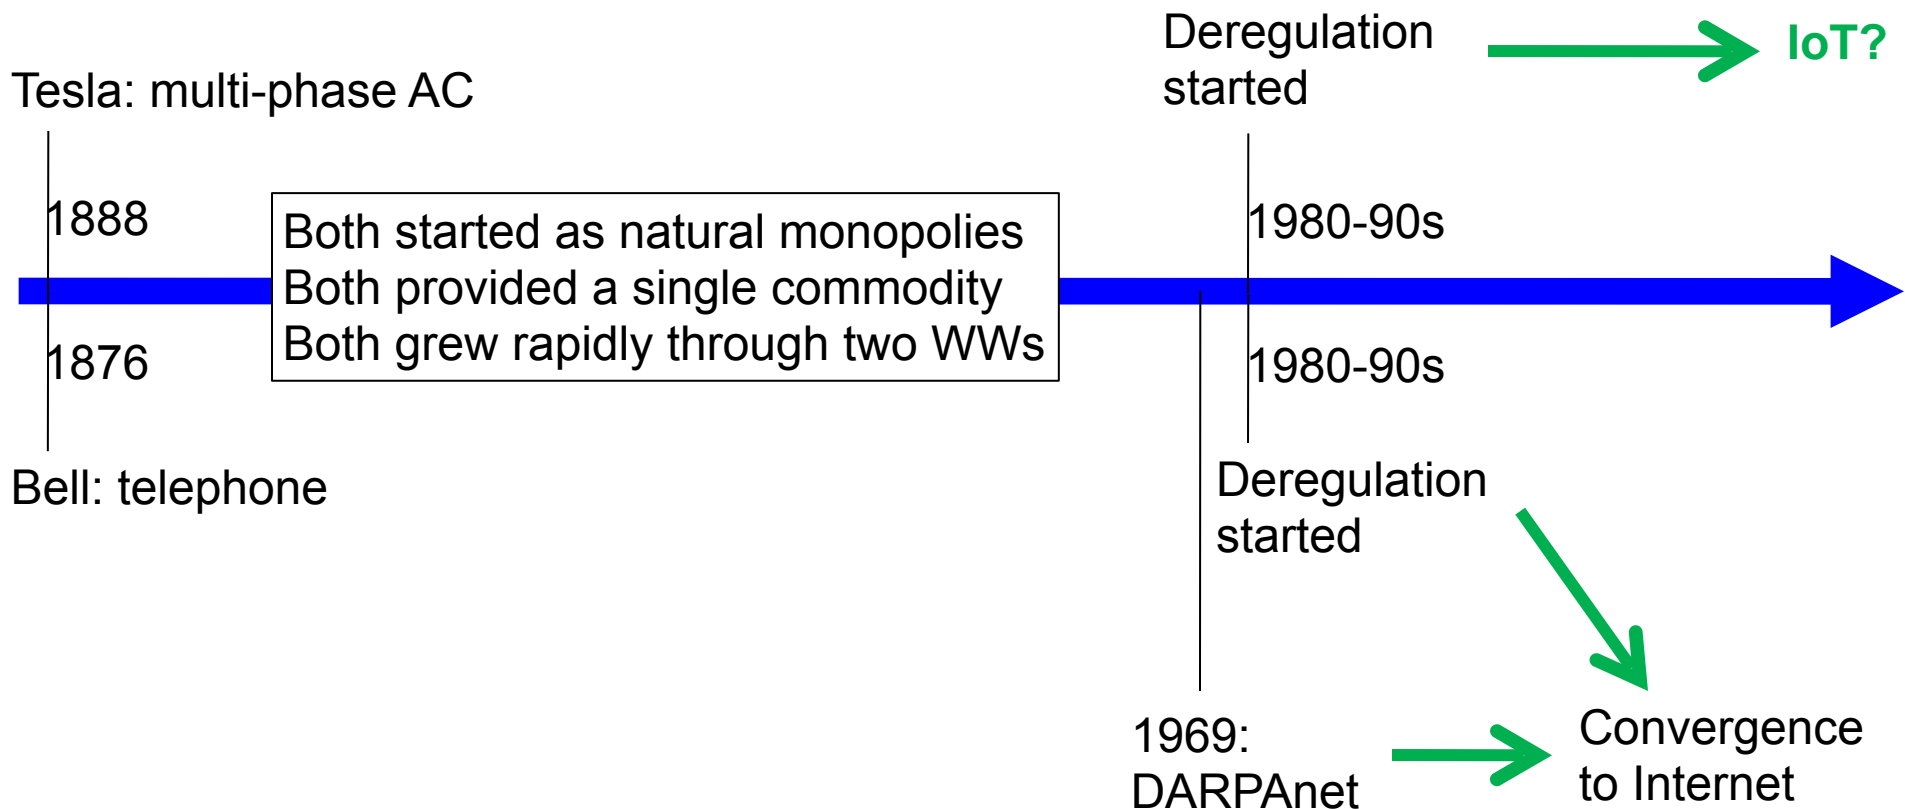 Deregulation
started
IoT?
Tesla: multi-phase AC
1888
1980-90s
Both started as natural monopolies
Both provided a single commodity
Both grew rapidly through two WWs
1876
1980-90s
Bell: telephone
Deregulation
started
1969:
DARPAnet
Convergence
to Internet